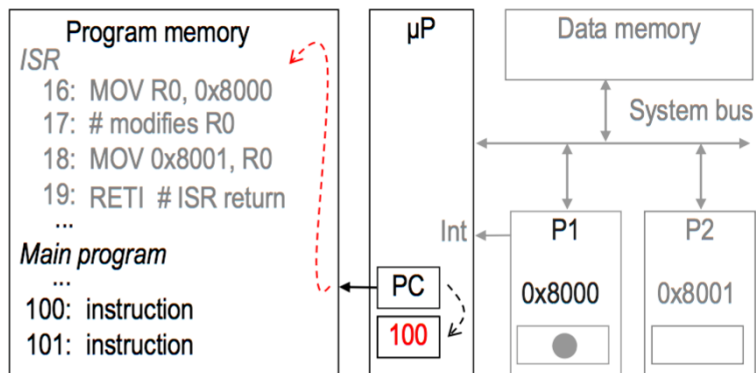 Program memory
ISR
16: MOV R0, 0x8000
17: # modifies R0
18: MOV 0x8001, R0
19: RETI # ISR return
...
Main program
...
100: instruction
101: instruction
µP
Int
PC
100
Data memory
System bus
P1
0x8000
P2
0x8001